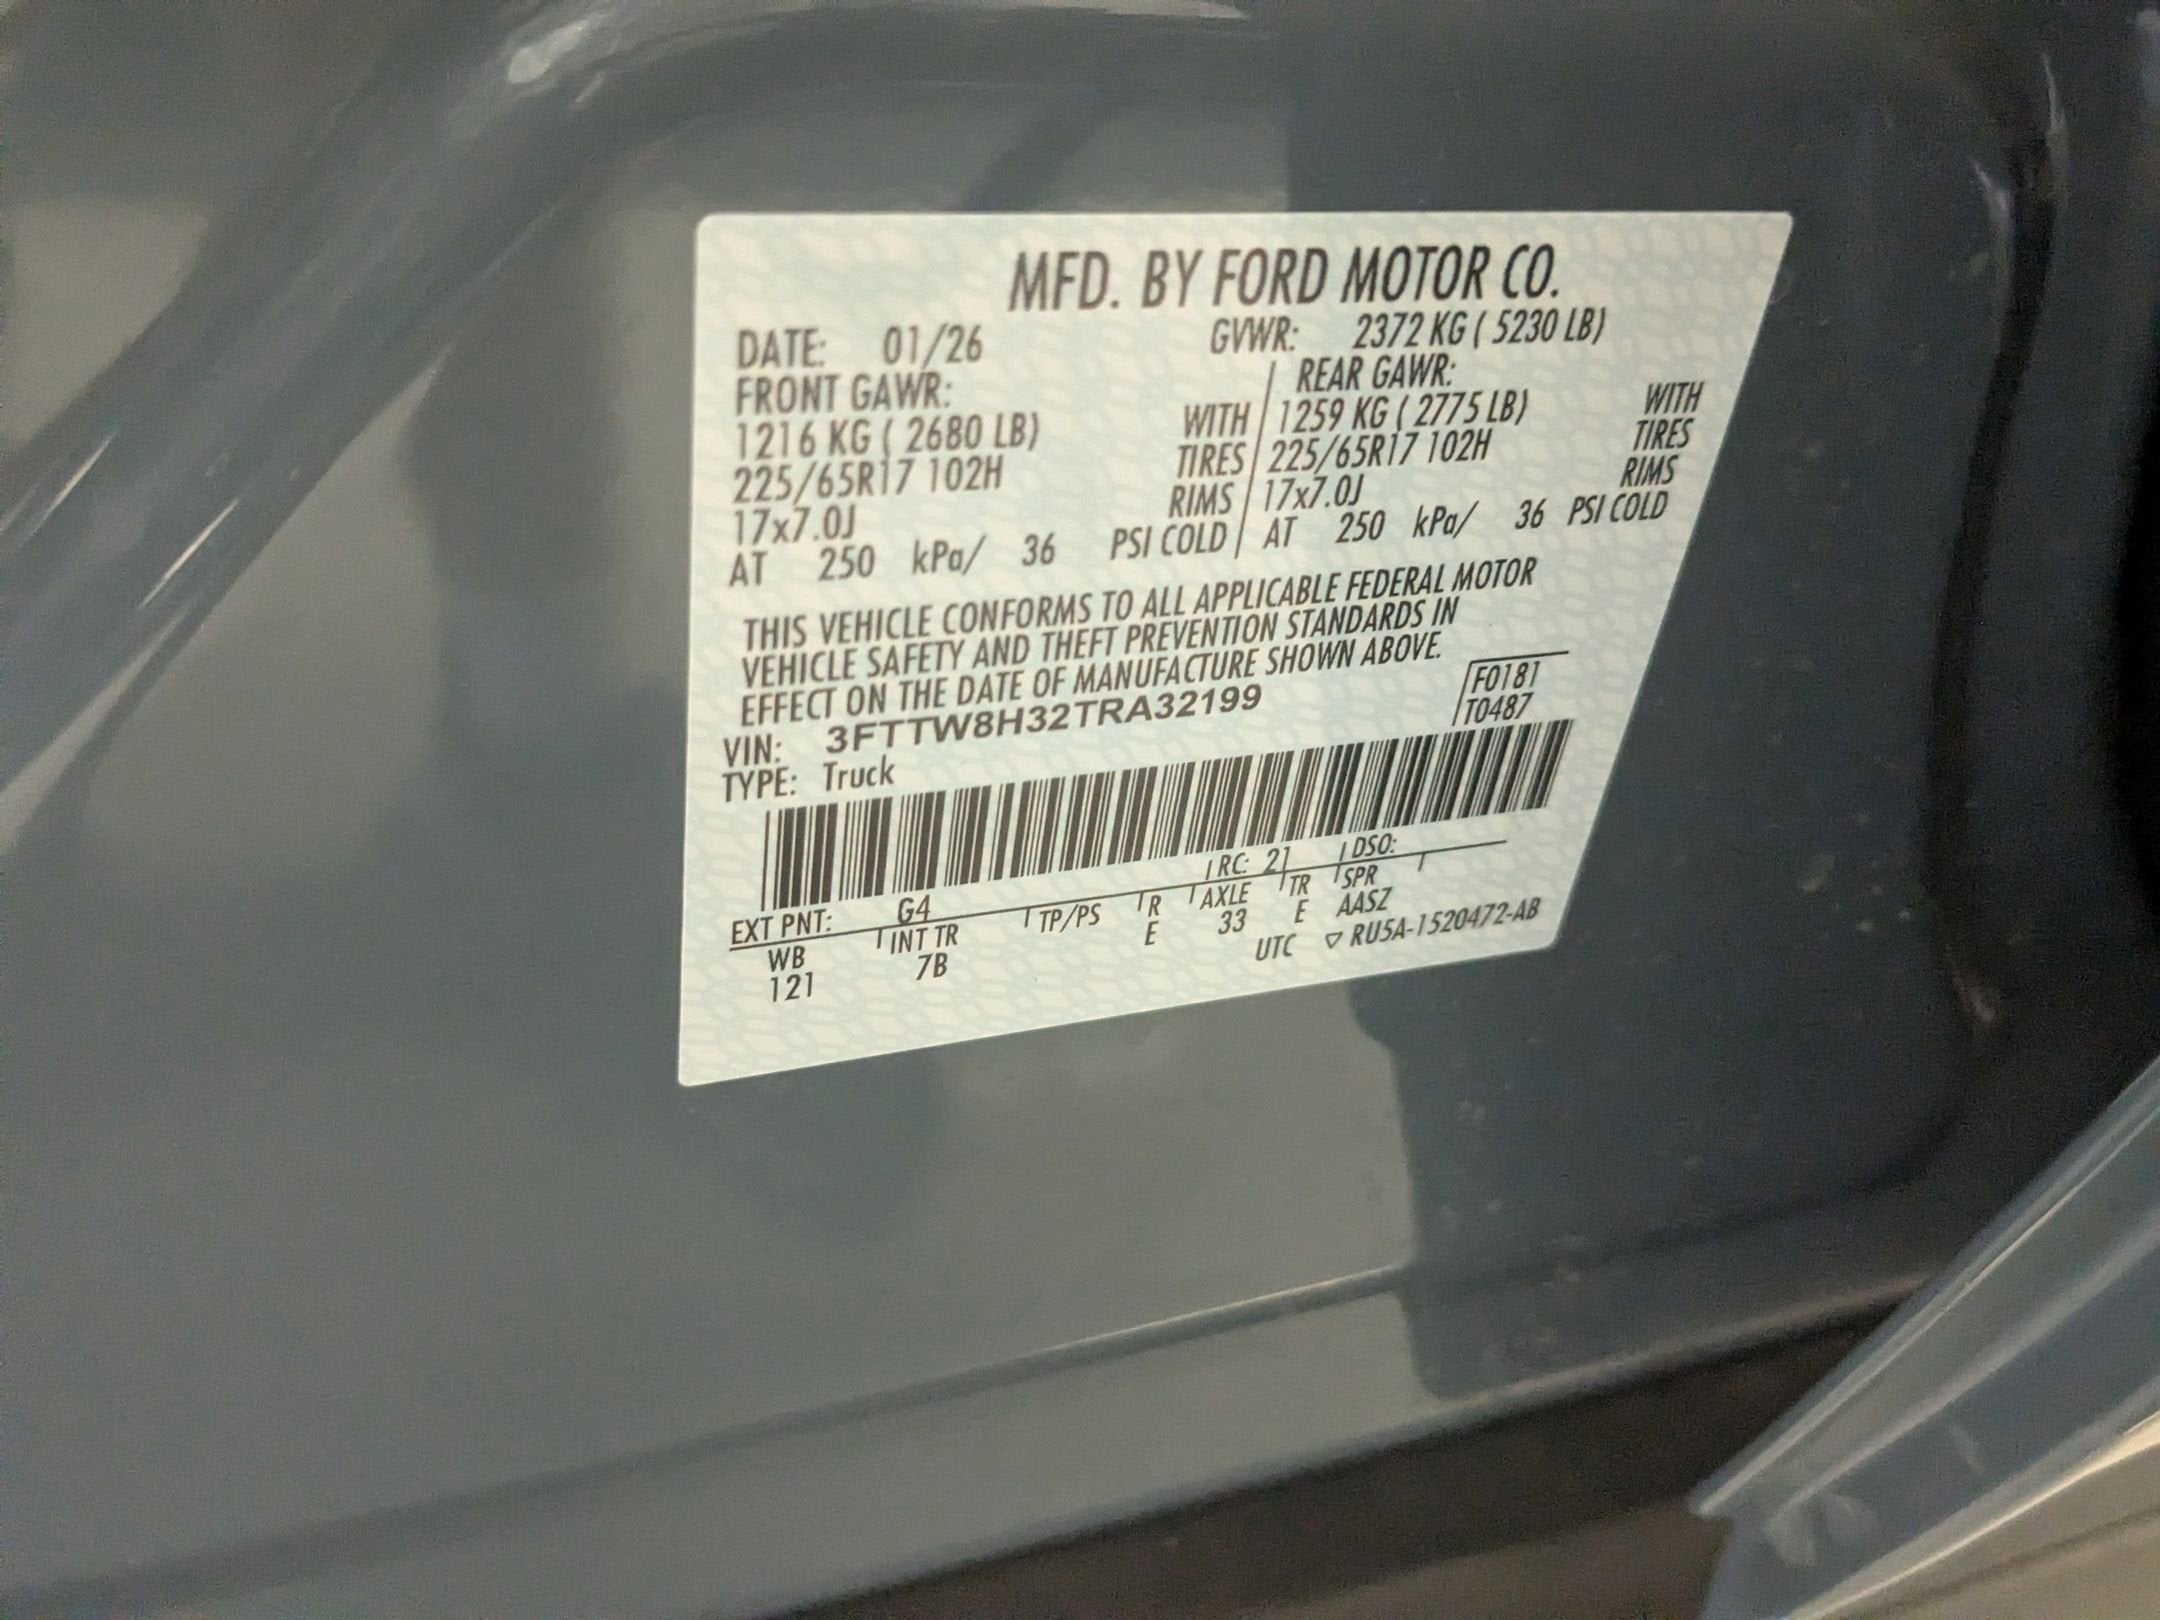 MFD. BY FORD MOTOR CO.
DATE: 01/26 GVWR: 2372 KG ( 5230 LB)
FRONT GAWR: REAR GAWR:
1216 KG ( 2680 LB) WITH 1259 KG ( 2775 LB) WITH
225/65R17 102H TIRES 225/65R17 102H TIRES
17x7.0J RIMS 17x7.0J RIMS
AT 250 kPa/ 36 PSI COLD AT 250 kPa/ 36 PSI COLD
THIS VEHICLE CONFORMS TO ALL APPLICABLE FEDERAL MOTOR
VEHICLE SAFETY AND THEFT PREVENTION STANDARDS IN
EFFECT ON THE DATE OF MANUFACTURE SHOWN ABOVE.
F0181
VIN: 3FTTW8H32TRA32199 T0487
TYPE: Truck
EXT PNT: G4 RC: 21 DSO:
WB INT TR TP/PS R AXLE TR SPR
121 7B E 33 E AASZ
UTC ▽ RU5A-1520472-AB